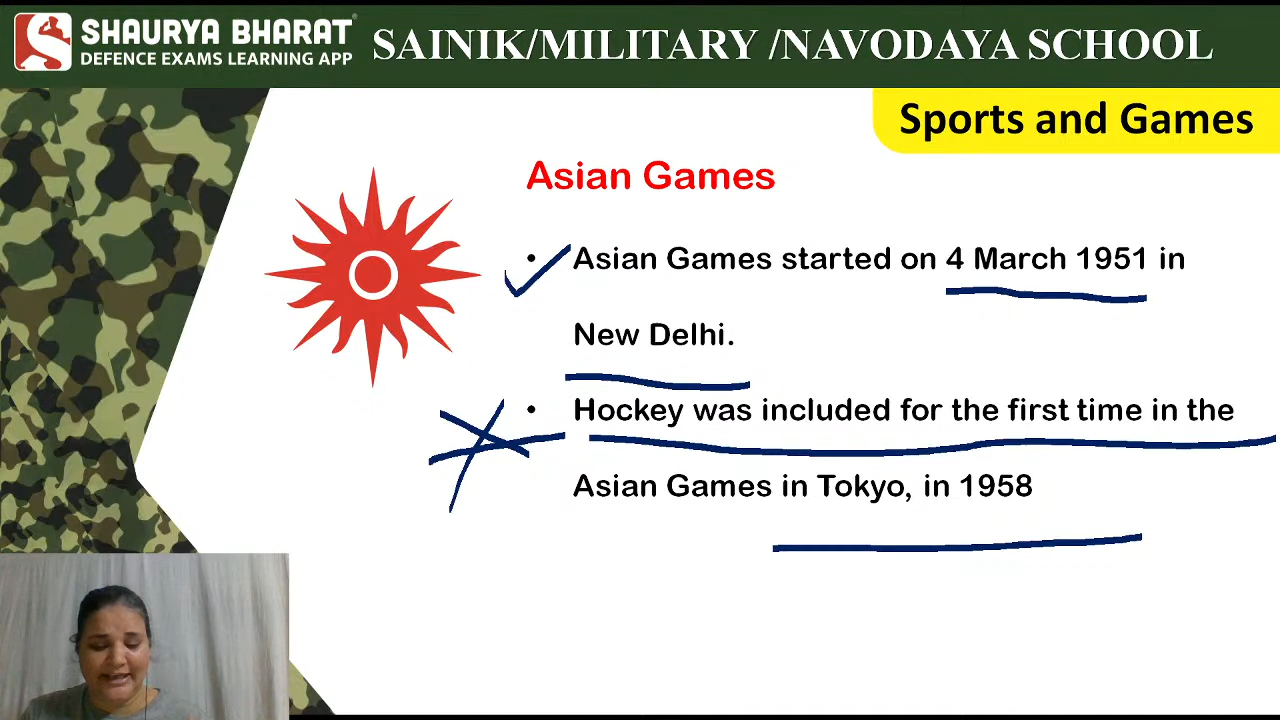 SHAURYA BHARAT
DEFENCE EXAMS LEARNING APP
SAINIK/MILITARY /NAVODAYA SCHOOL
Sports and Games
Asian Games
• Asian Games started on 4 March 1951 in
New Delhi.
• Hockey was included for the first time in the
Asian Games in Tokyo, in 1958